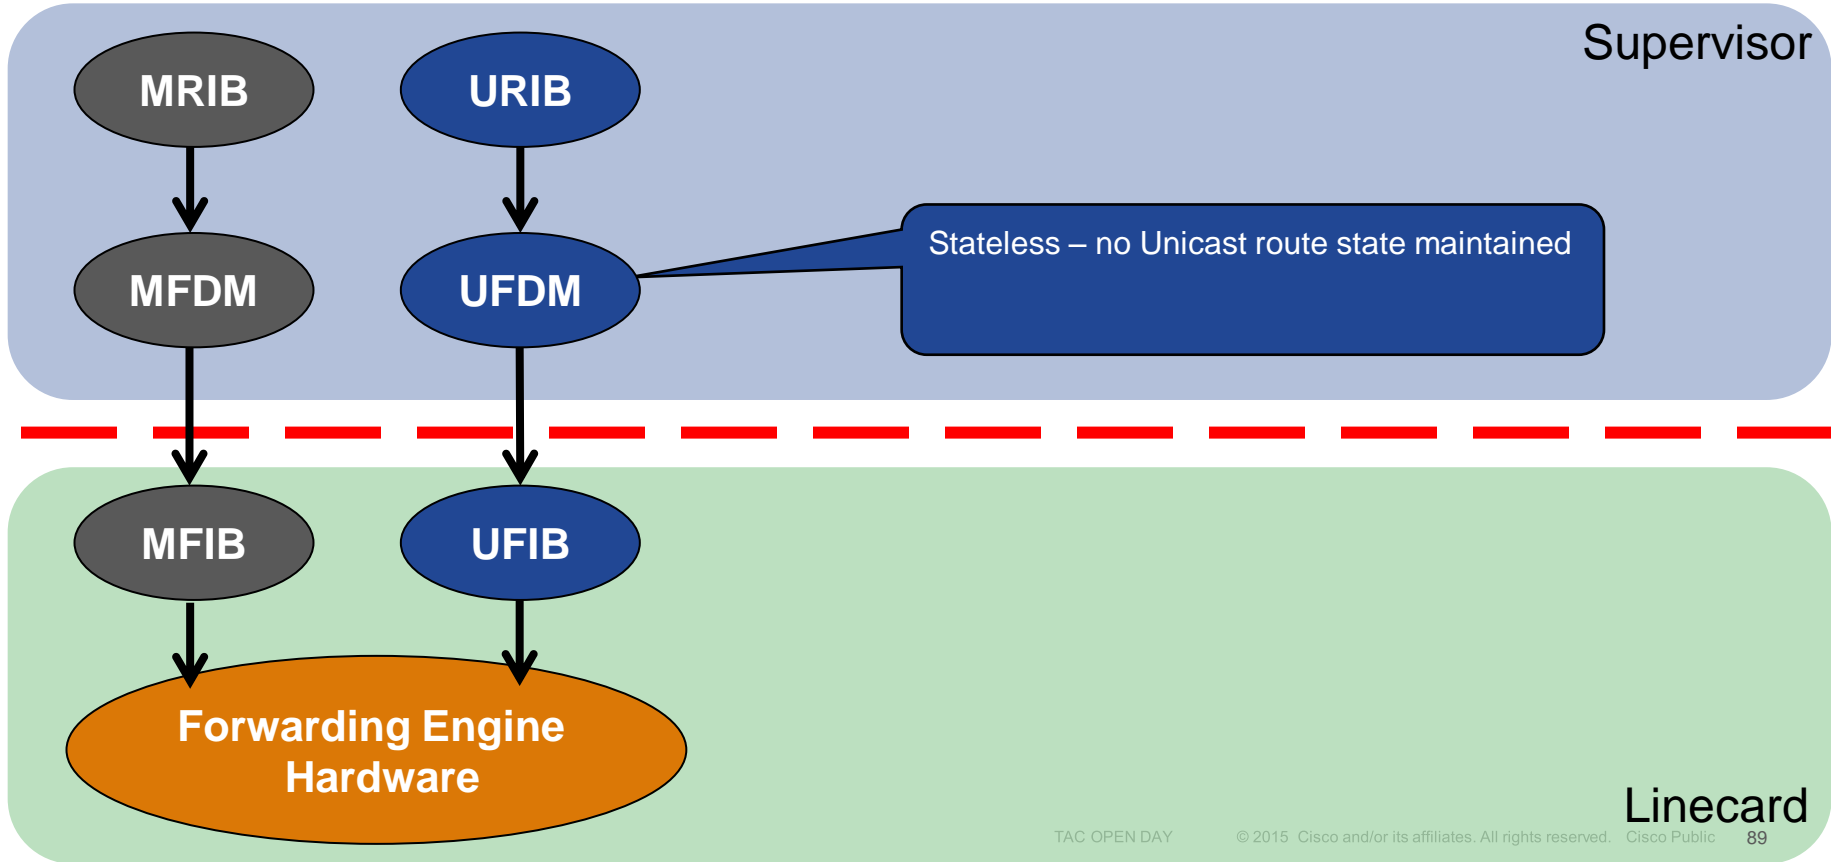 Supervisor
MRIB
URIB
Stateless – no Unicast route state maintained
MFDM
UFDM
MFIB
UFIB
Forwarding Engine
Hardware
Linecard
TAC OPEN DAY © 2015 Cisco and/or its affiliates. All rights reserved. Cisco Public 89